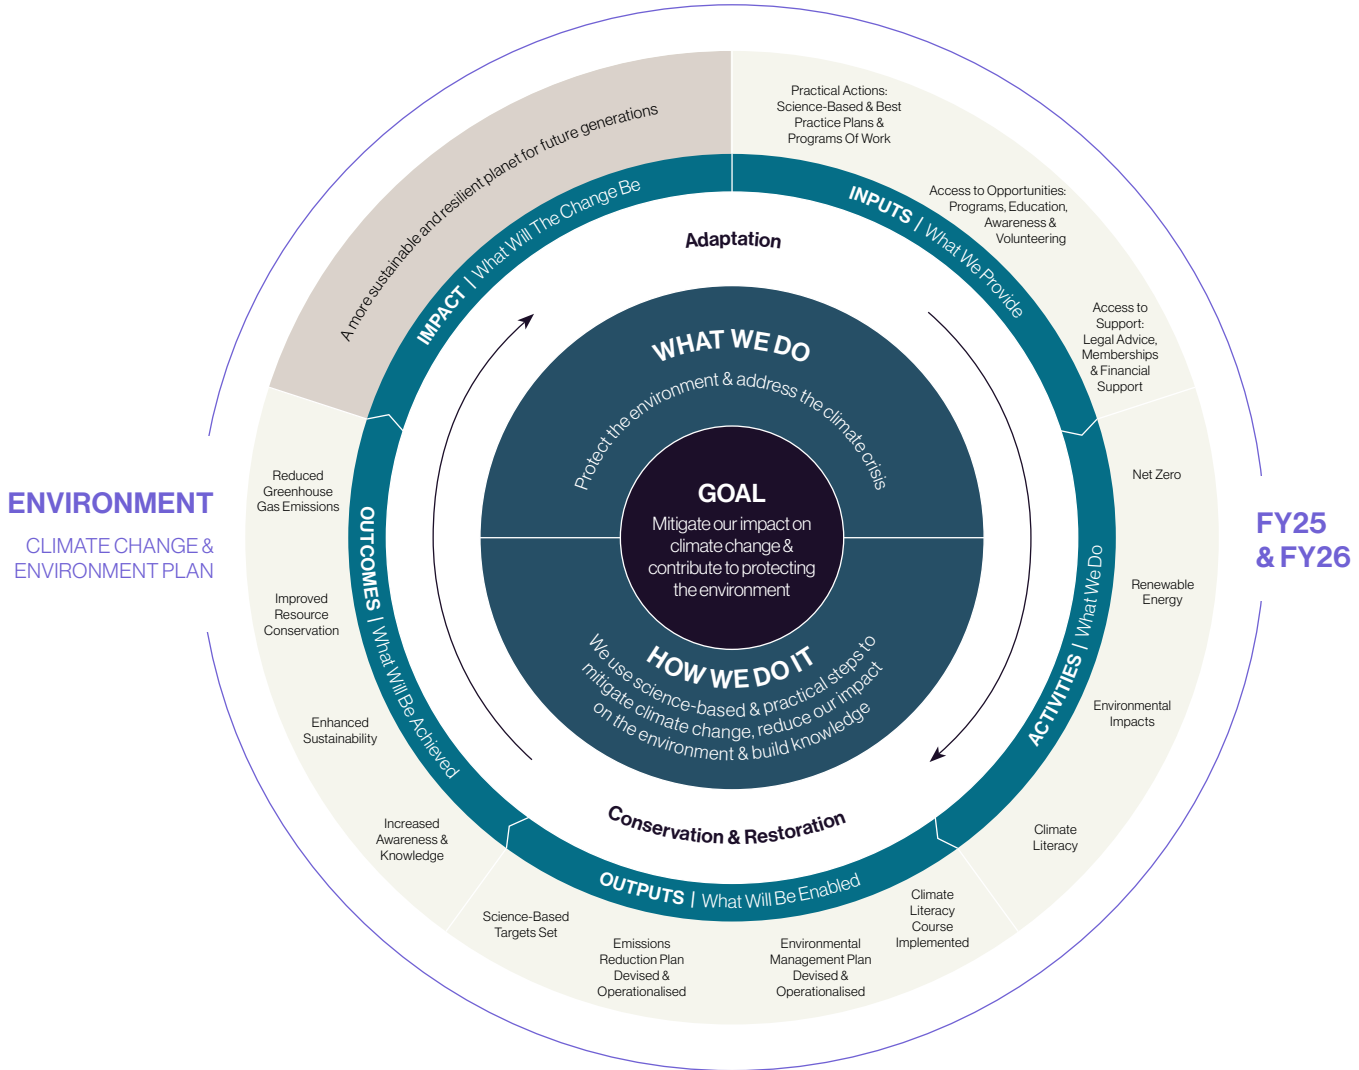 ENVIRONMENT
CLIMATE CHANGE &
ENVIRONMENT PLAN
FY25
& FY26
A more sustainable and resilient planet for future generations
IMPACT | What Will The Change Be
Practical Actions:
Science-Based & Best
Practice Plans &
Programs Of Work
Access to Opportunities:
Programs, Education,
Awareness &
Volunteering
Access to
Support:
Legal Advice,
Memberships
& Financial
Support
INPUTS | What We Provide
Net Zero
Renewable
Energy
Environmental
Impacts
Climate
Literacy
ACTIVITIES | What We Do
Climate
Literacy
Course
Implemented
Environmental
Management Plan
Devised &
Operationalised
Emissions
Reduction Plan
Devised &
Operationalised
Science-Based
Targets Set
OUTPUTS | What Will Be Enabled
Increased
Awareness &
Knowledge
Enhanced
Sustainability
Improved
Resource
Conservation
Reduced
Greenhouse
Gas Emissions
OUTCOMES | What Will Be Achieved
Adaptation
WHAT WE DO
Protect the environment & address the climate crisis
GOAL
Mitigate our impact on
climate change &
contribute to protecting
the environment
HOW WE DO IT
We use science-based & practical steps to
mitigate climate change, reduce our impact
on the environment & build knowledge
Conservation & Restoration